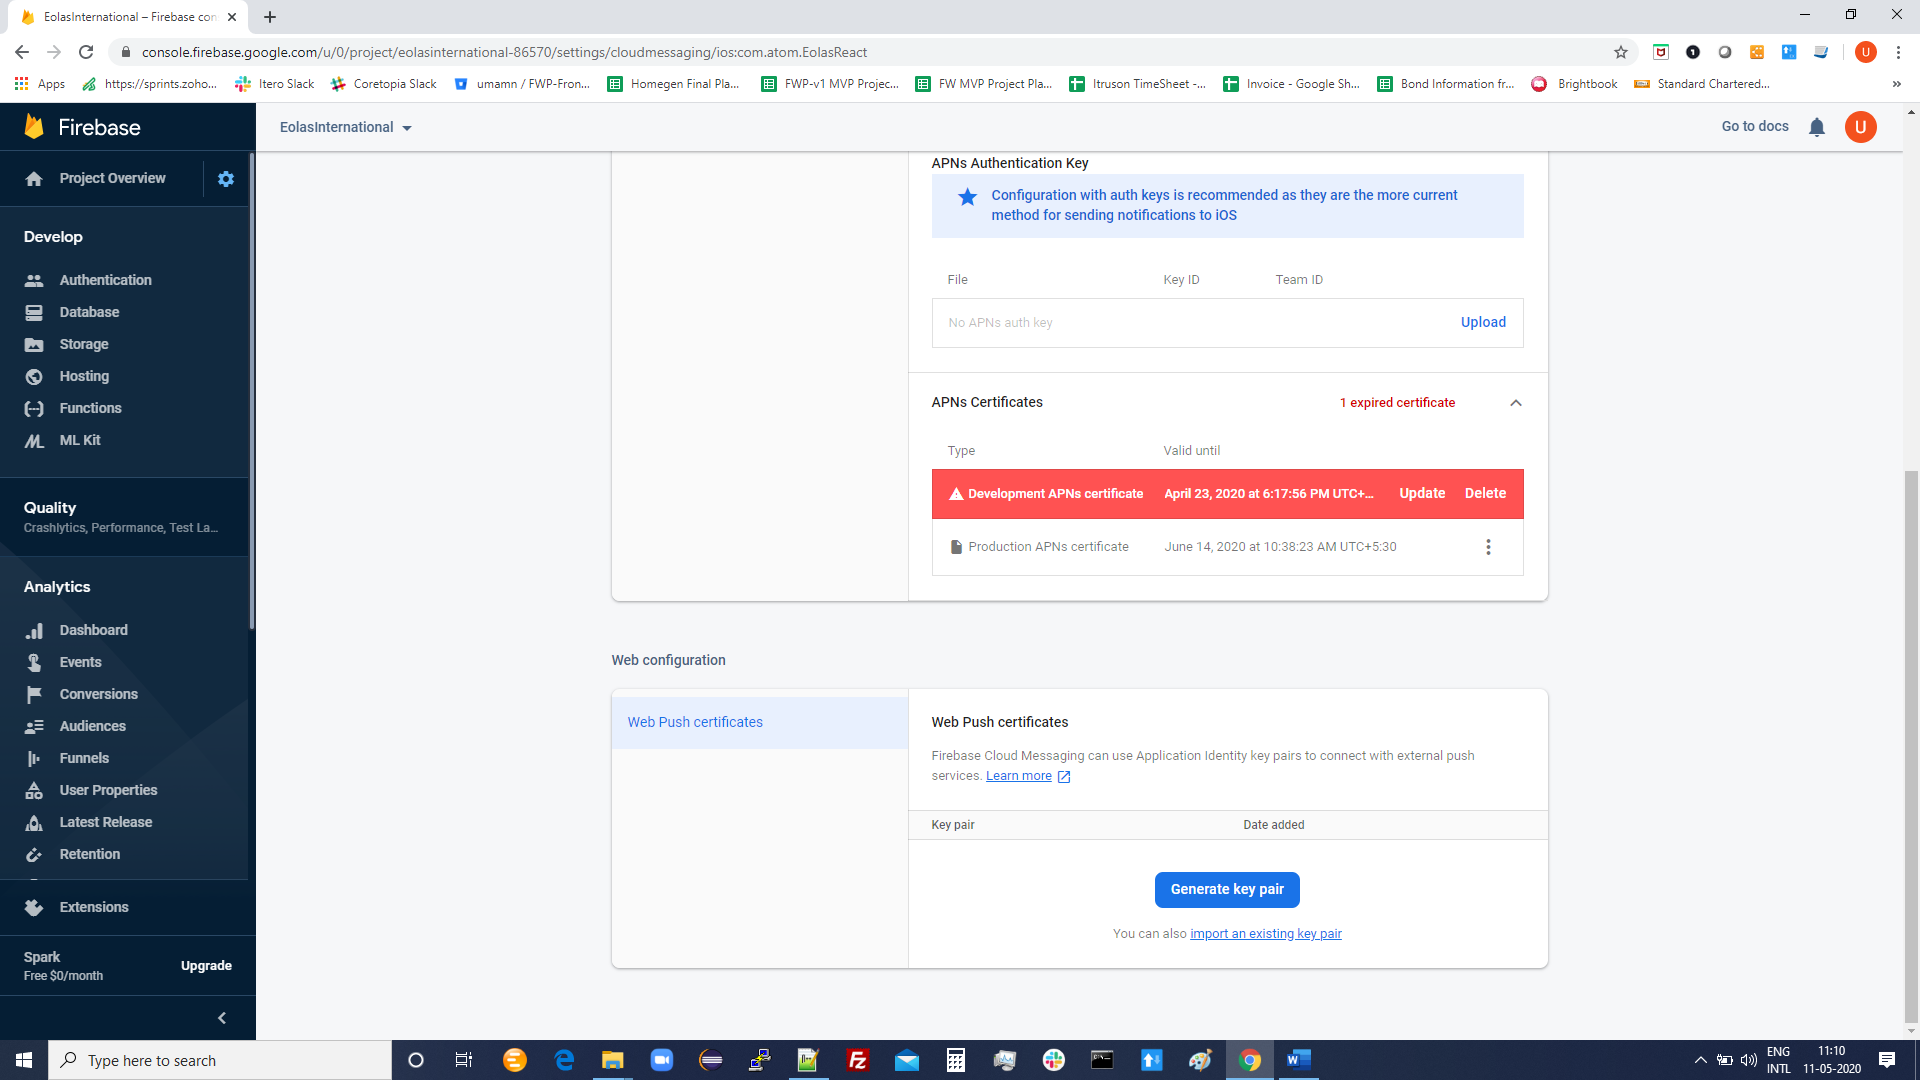 EolasInternational – Firebase con
console.firebase.google.com/u/0/project/eolasinternational-86570/settings/cloudmessaging/ios:com.atom.EolasReact
U
Apps
https://sprints.zoho...
Itero Slack
Coretopia Slack
umamn / FWP-Fron...
Homegen Final Pla...
FWP-v1 MVP Projec...
FW MVP Project Pla...
Itruson TimeSheet -...
Invoice - Google Sh...
Bond Information fr...
Brightbook
Standard Chartered...
»
Firebase
EolasInternational
Go to docs
U
Project Overview
Develop
Authentication
Database
Storage
Hosting
Functions
ML Kit
Quality
Crashlytics, Performance, Test La...
Analytics
Dashboard
Events
Conversions
Audiences
Funnels
User Properties
Latest Release
Retention
Extensions
Spark
Free $0/month
Upgrade
APNs Authentication Key
Configuration with auth keys is recommended as they are the more current
method for sending notifications to iOS
File Key ID Team ID
No APNs auth key Upload
APNs Certificates 1 expired certificate
Type Valid until
Development APNs certificate April 23, 2020 at 6:17:56 PM UTC+... Update Delete
Production APNs certificate June 14, 2020 at 10:38:23 AM UTC+5:30
Web configuration
Web Push certificates
Web Push certificates
Firebase Cloud Messaging can use Application Identity key pairs to connect with external push
services. Learn more
Key pair Date added
Generate key pair
You can also import an existing key pair
Type here to search
ENG
INTL
11:10
11-05-2020